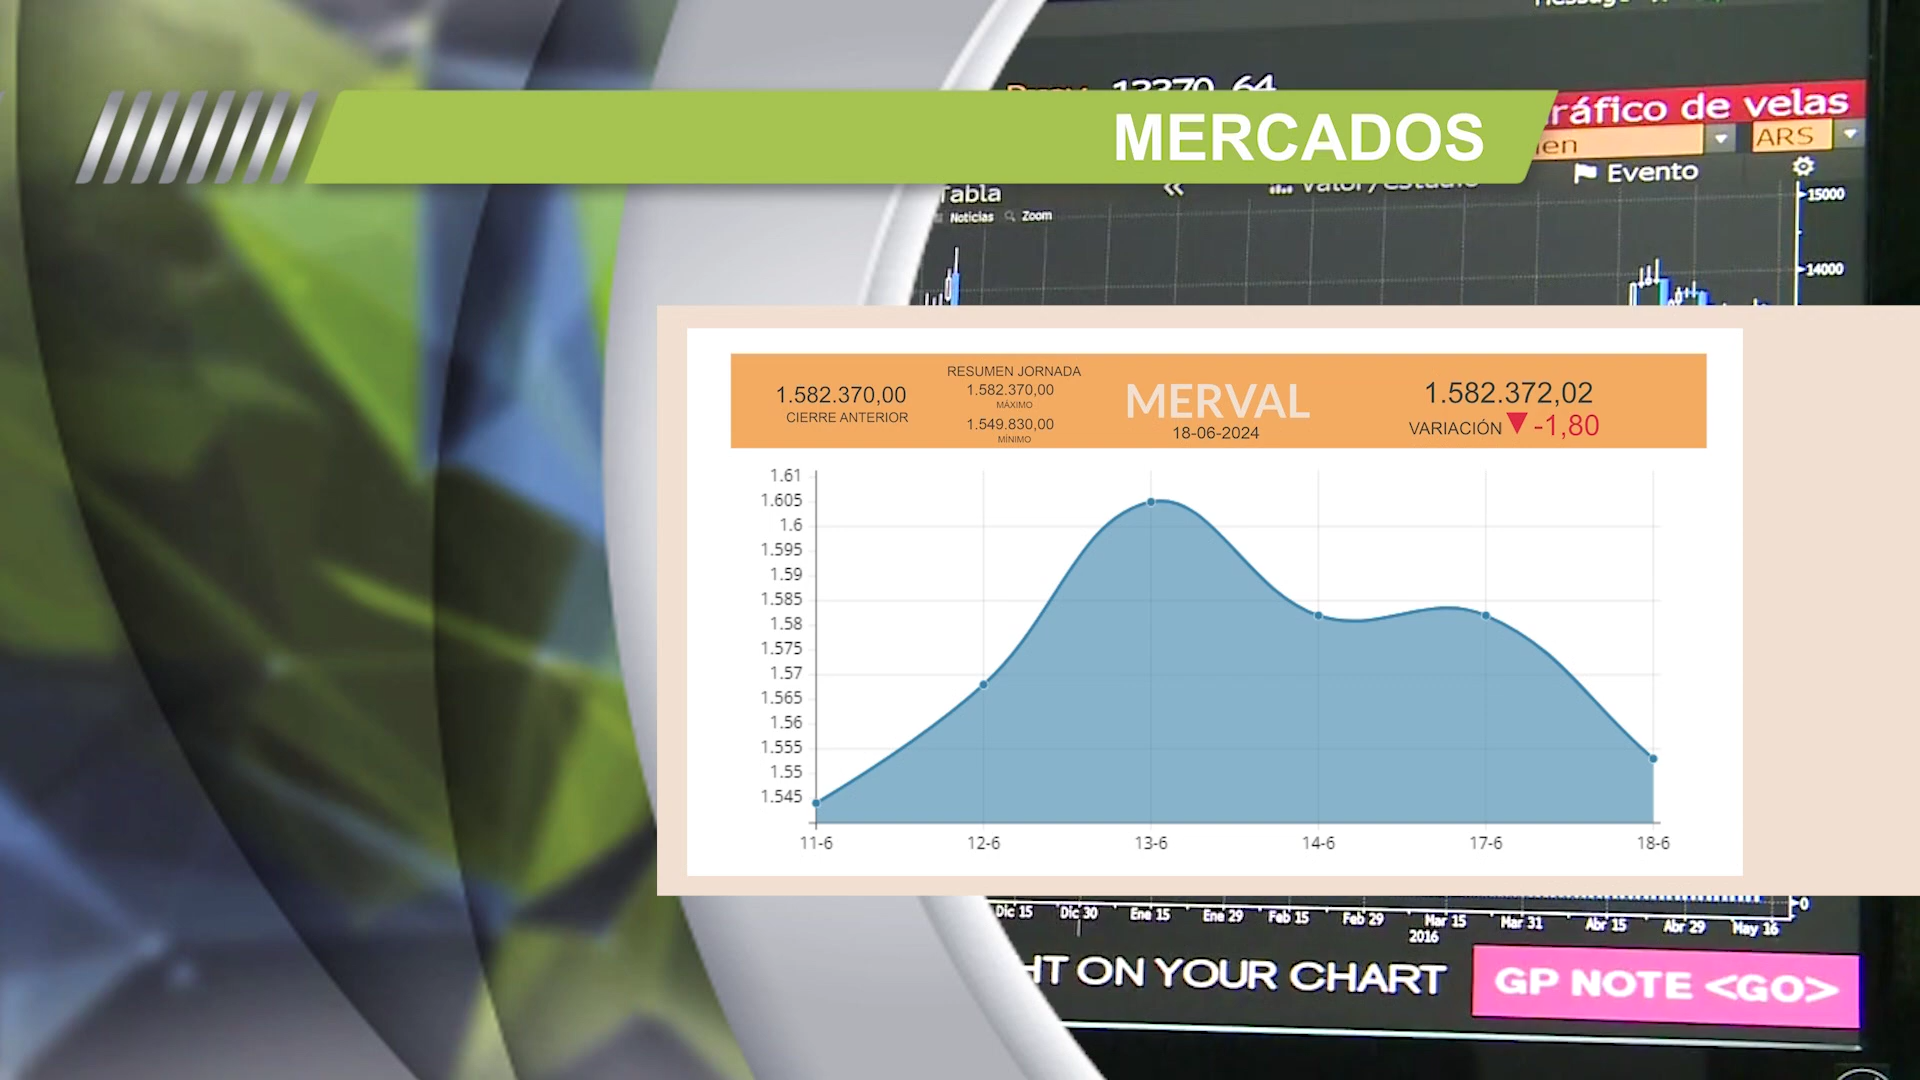 MERCADOS
ráfico de velas
ARS
Tabla
Evento
Noticias
Zoom
15000
14000
1.582.370,00
CIERRE ANTERIOR
RESUMEN JORNADA
1.582.370,00
MÁXIMO
1.549.830,00
MÍNIMO
MERVAL
18-06-2024
1.582.372,02
VARIACIÓN ▼ -1,80
1.61
1.605
1.6
1.595
1.59
1.585
1.58
1.575
1.57
1.565
1.56
1.555
1.55
1.545
11-6 12-6 13-6 14-6 17-6 18-6
0
Dic 15 Dic 30 Ene 15 Ene 29 Feb 15 Feb 29 Mar 15 Mar 31 Abr 15 Abr 29 May 16
2016
HT ON YOUR CHART
GP NOTE <GO>